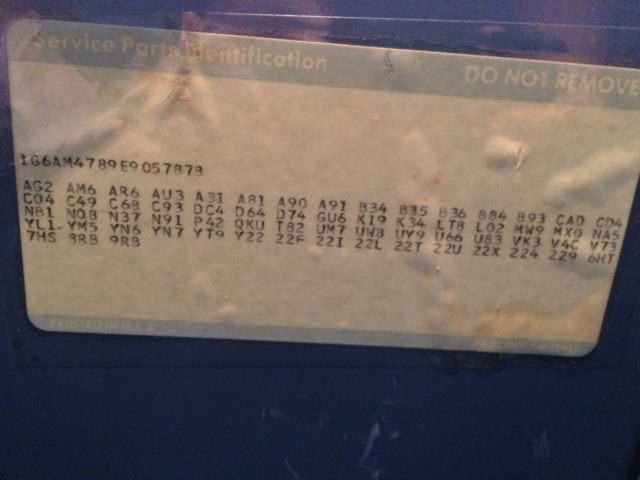 Service Parts Identification
DO NOT REMOVE
1G6AM4789E9057878
AG2 AM6 AR6 AU3 A31 A81 A90 A91 B34 B35 B36 B84 B93 CA0 CD4
C04 C49 C68 C93 DC4 D64 D74 GU6 K19 K34 LT8 L02 MW9 MX0 NA5
NB1 N08 N37 N91 P42 QKU T82 UM7 UW8 UY9 U66 U83 VK3 V4C V73
YL1 YM5 YN6 YN7 YT9 Y22 22F 22I 22L 22T 22U 22X 224 229 6HT
7HS 8RB 9RB
PRINTED IN U.S.A.